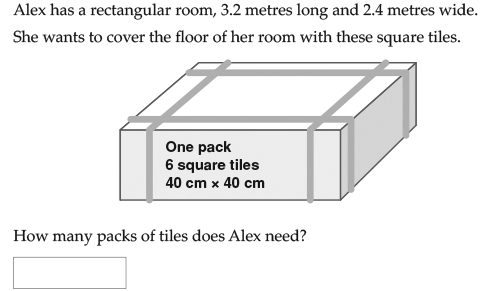 Alex has a rectangular room, 3.2 metres long and 2.4 metres wide.
She wants to cover the floor of her room with these square tiles.
One pack
6 square tiles
40 cm × 40 cm
How many packs of tiles does Alex need?